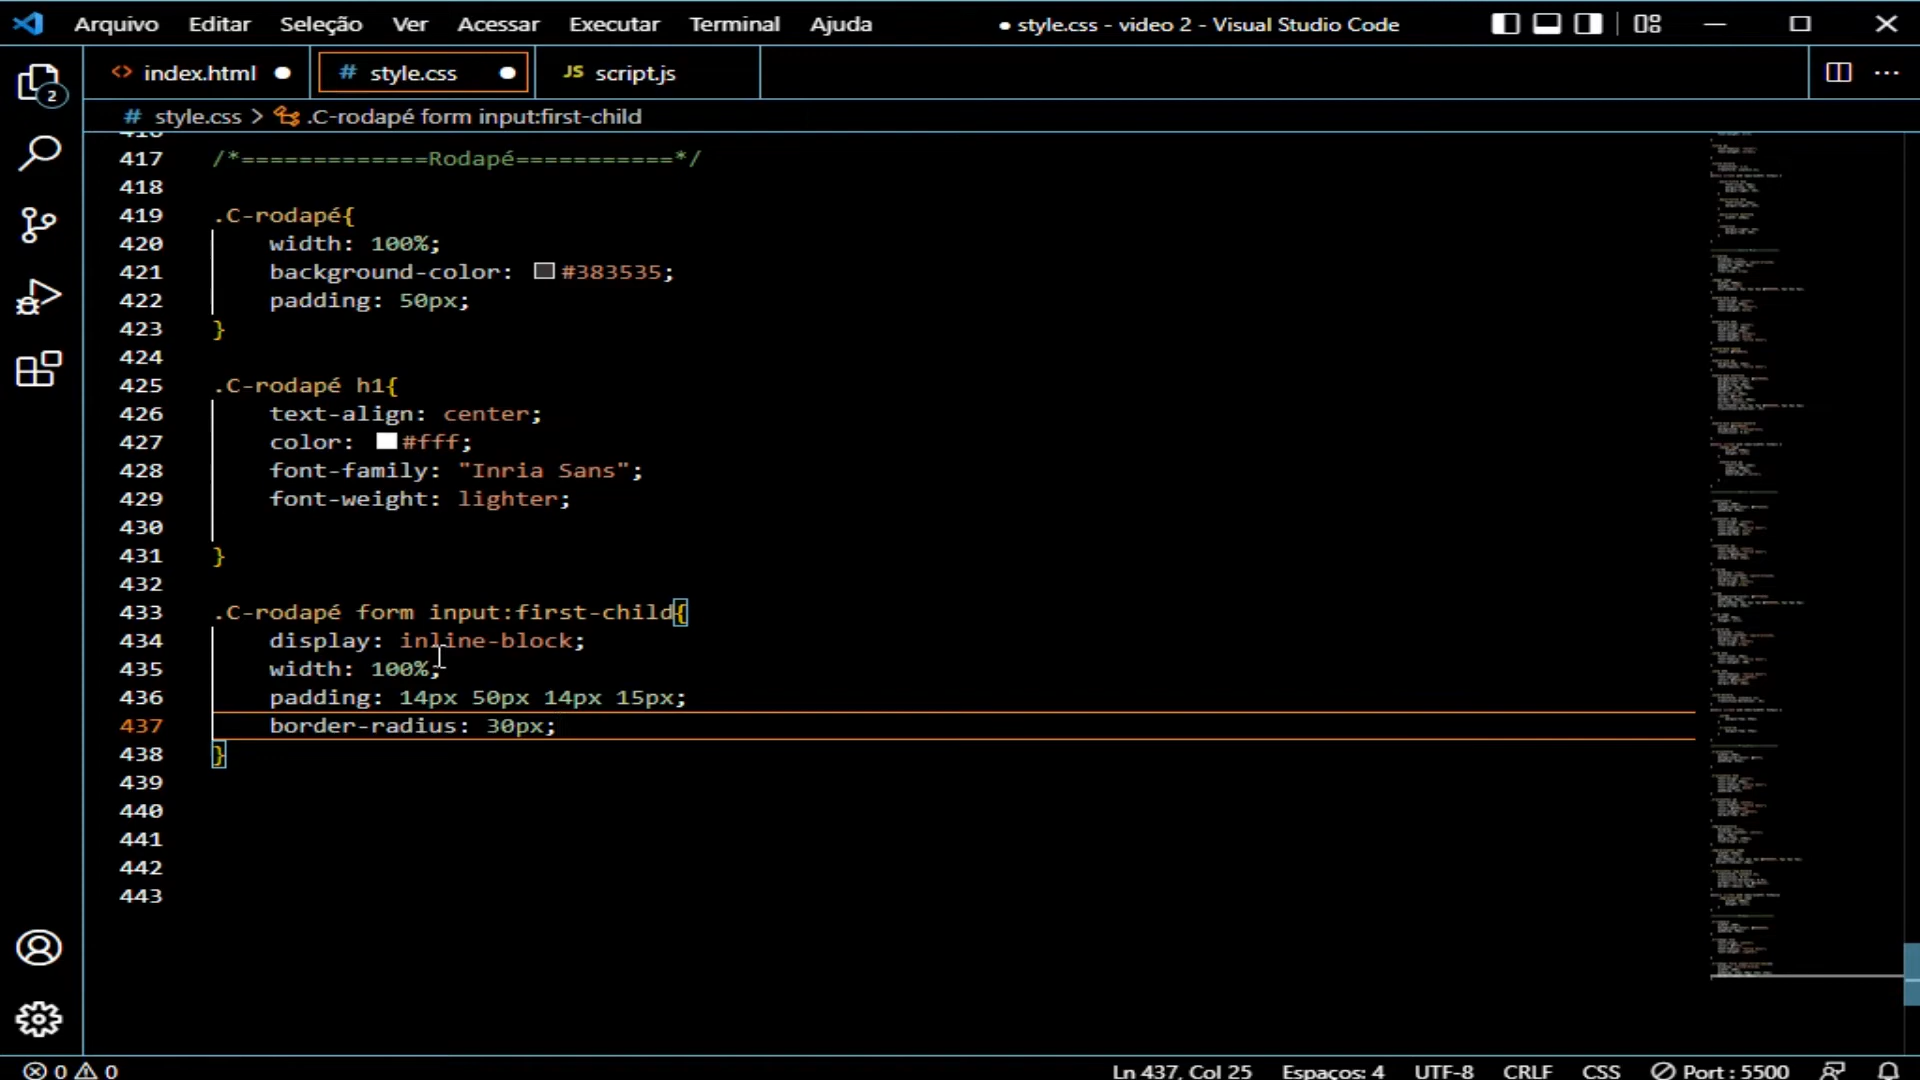 Arquivo Editar Seleção Ver Acessar Executar Terminal Ajuda ● style.css - video 2 - Visual Studio Code
<> index.html ● # style.css ● JS script.js ···
2
# style.css > .C-rodapé form input:first-child
416
417 /*=============Rodapé===========*/
418
419 .C-rodapé{
420 width: 100%;
421 background-color: #383535;
422 padding: 50px;
423 }
424
425 .C-rodapé h1{
426 text-align: center;
427 color: #fff;
428 font-family: "Inria Sans";
429 font-weight: lighter;
430
431 }
432
433 .C-rodapé form input:first-child{
434 display: inline-block;
435 width: 100%;
436 padding: 14px 50px 14px 15px;
437 border-radius: 30px;
438 }
439
440
441
442
443
0 0 Ln 437, Col 25 Espaços: 4 UTF-8 CRLF CSS Port : 5500